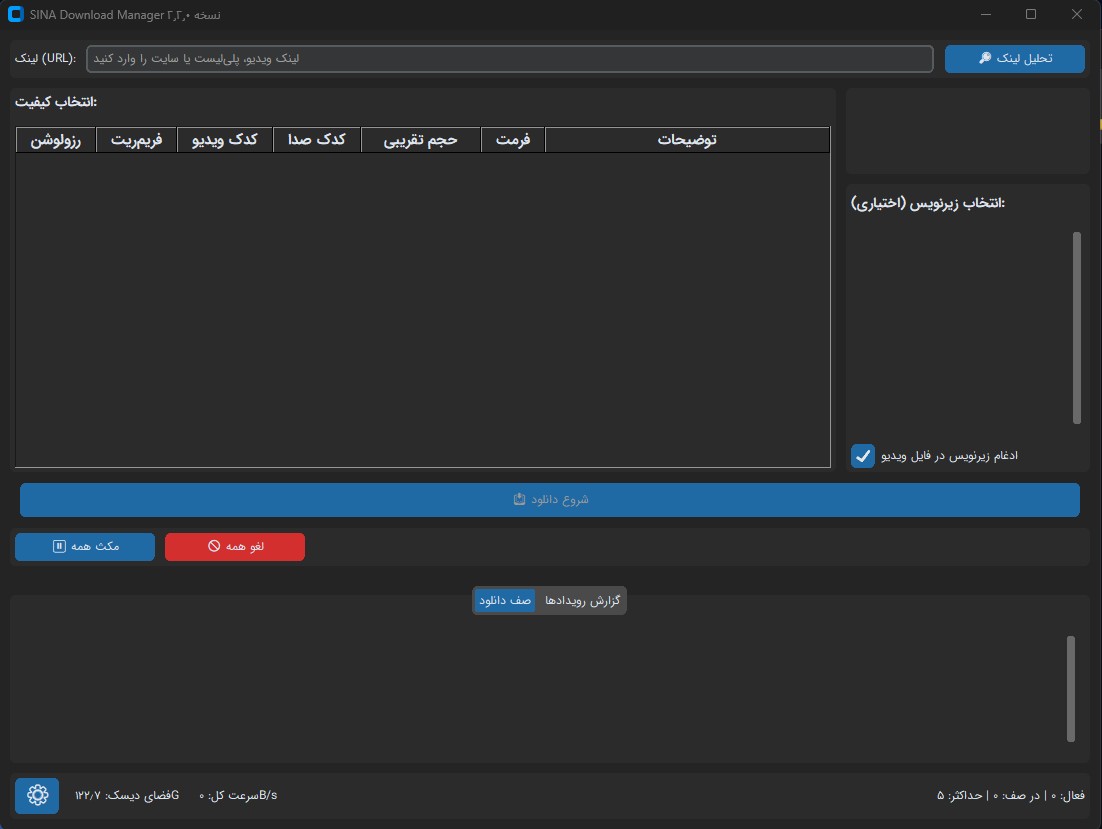 SINA Download Manager نسخه ۲٫۲٫۰
لینک (URL):
لینک ویدیو، پلی‌لیست یا سایت را وارد کنید
تحلیل لینک
انتخاب کیفیت:
رزولوشن
فریم‌ریت
کدک ویدیو
کدک صدا
حجم تقریبی
فرمت
توضیحات
انتخاب زیرنویس (اختیاری):
ادغام زیرنویس در فایل ویدیو
شروع دانلود
مکث همه
لغو همه
صف دانلود
گزارش رویدادها
فضای دیسک: ۱۲۲٫۷G
سرعت کل: ۰B/s
فعال: ۰ | در صف: ۰ | حداکثر: ۵